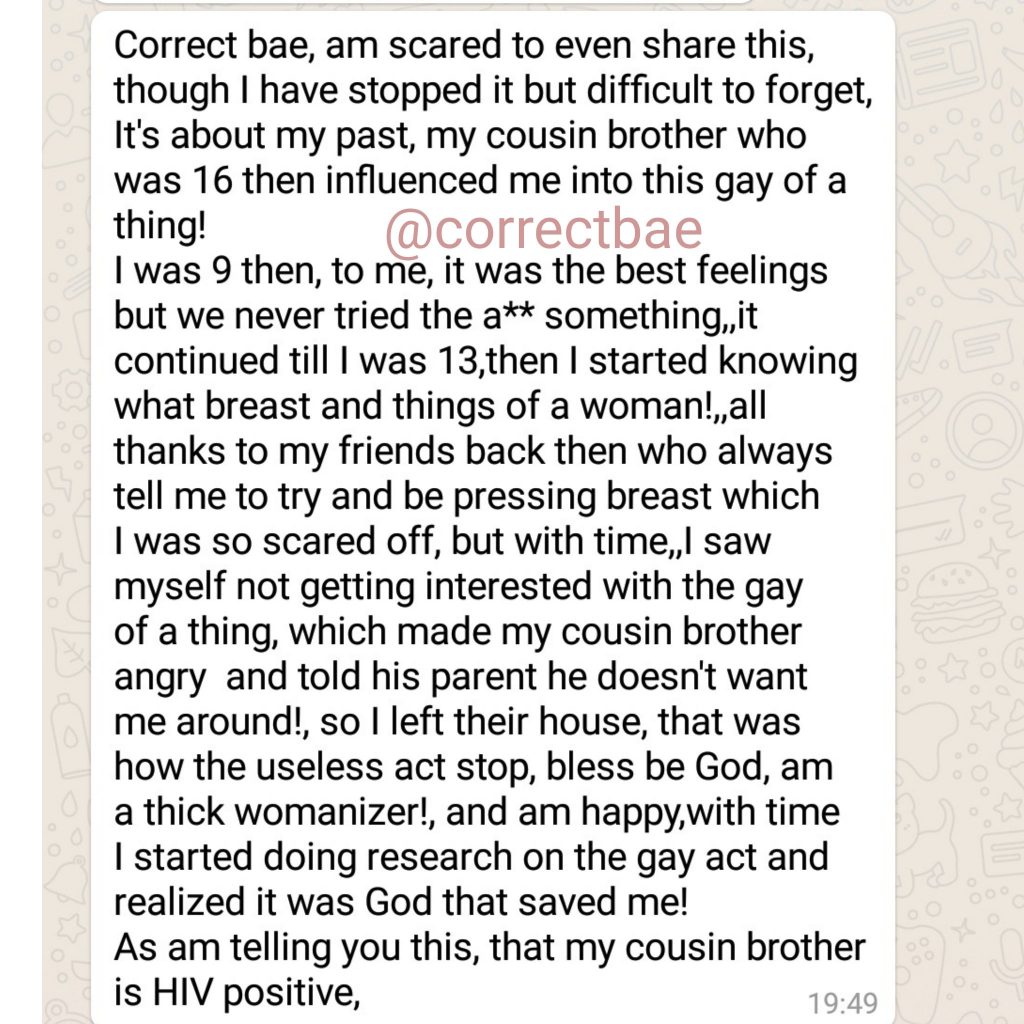 Correct bae, am scared to even share this,
though I have stopped it but difficult to forget,
It's about my past, my cousin brother who
was 16 then influenced me into this gay of a
thing!
@correctbae
I was 9 then, to me, it was the best feelings
but we never tried the a** something,,it
continued till I was 13,then I started knowing
what breast and things of a woman!,,all
thanks to my friends back then who always
tell me to try and be pressing breast which
I was so scared off, but with time,,I saw
myself not getting interested with the gay
of a thing, which made my cousin brother
angry  and told his parent he doesn't want
me around!, so I left their house, that was
how the useless act stop, bless be God, am
a thick womanizer!, and am happy,with time
I started doing research on the gay act and
realized it was God that saved me!
As am telling you this, that my cousin brother
is HIV positive,
19:49